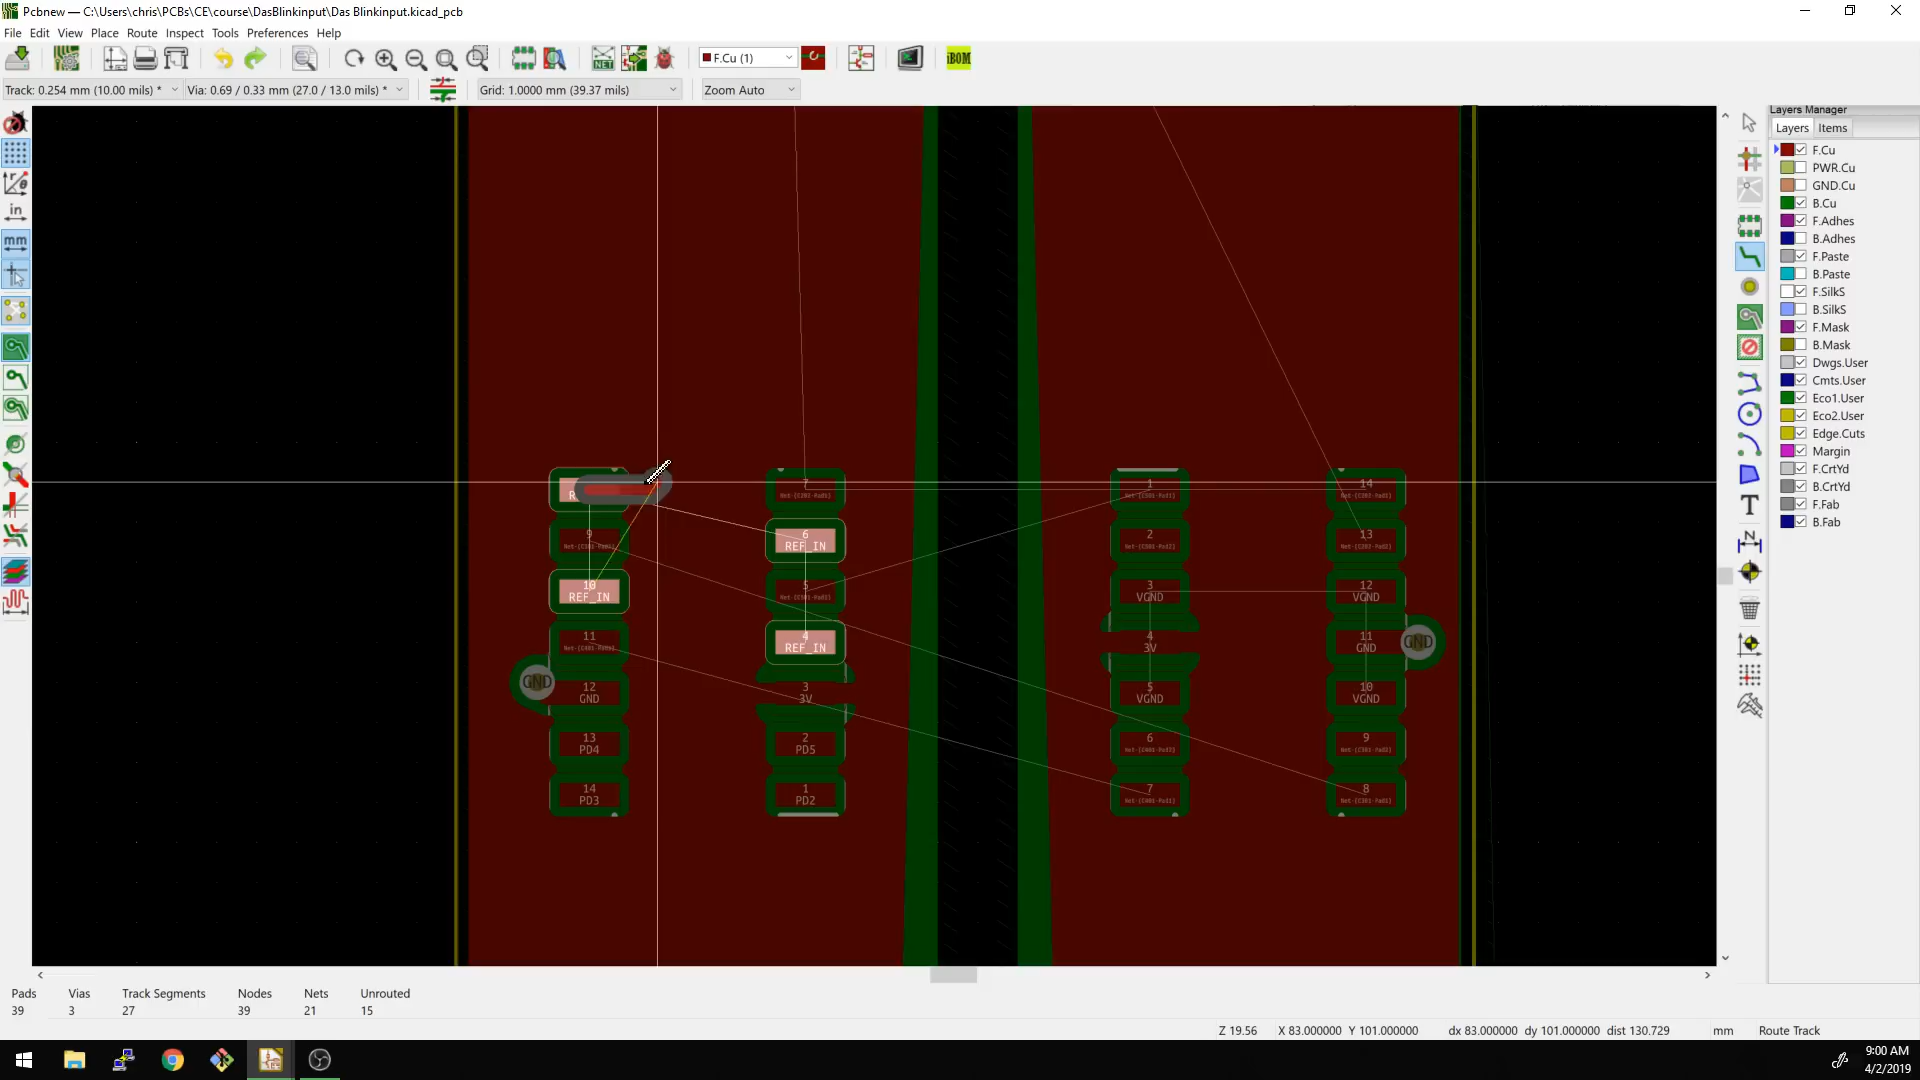 Pcbnew — C:\Users\chris\PCBs\CE\course\DasBlinkinput\Das Blinkinput.kicad_pcb
File Edit View Place Route Inspect Tools Preferences Help
NET F.Cu (1) iBOM
Track: 0.254 mm (10.00 mils) * Via: 0.69 / 0.33 mm (27.0 / 13.0 mils) * Grid: 1.0000 mm (39.37 mils) Zoom Auto
in
mm
Layers Manager
Layers Items
F.Cu
PWR.Cu
GND.Cu
B.Cu
F.Adhes
B.Adhes
F.Paste
B.Paste
F.SilkS
B.SilkS
F.Mask
B.Mask
Dwgs.User
Cmts.User
Eco1.User
Eco2.User
Edge.Cuts
Margin
F.CrtYd
B.CrtYd
F.Fab
B.Fab
7 1 14
9 6 REF_IN 2 13
10 REF_IN 5 3 VGND 12 VGND
11 4 REF_IN 4 3V 11 GND GND
GND 12 GND 3 3V 5 VGND 10 VGND
13 PD4 2 PD5 6 9
14 PD3 1 PD2 7 8
Pads Vias Track Segments Nodes Nets Unrouted
39 3 27 39 21 15
Z 19.56 X 83.000000 Y 101.000000 dx 83.000000 dy 101.000000 dist 130.729 mm Route Track
9:00 AM
4/2/2019